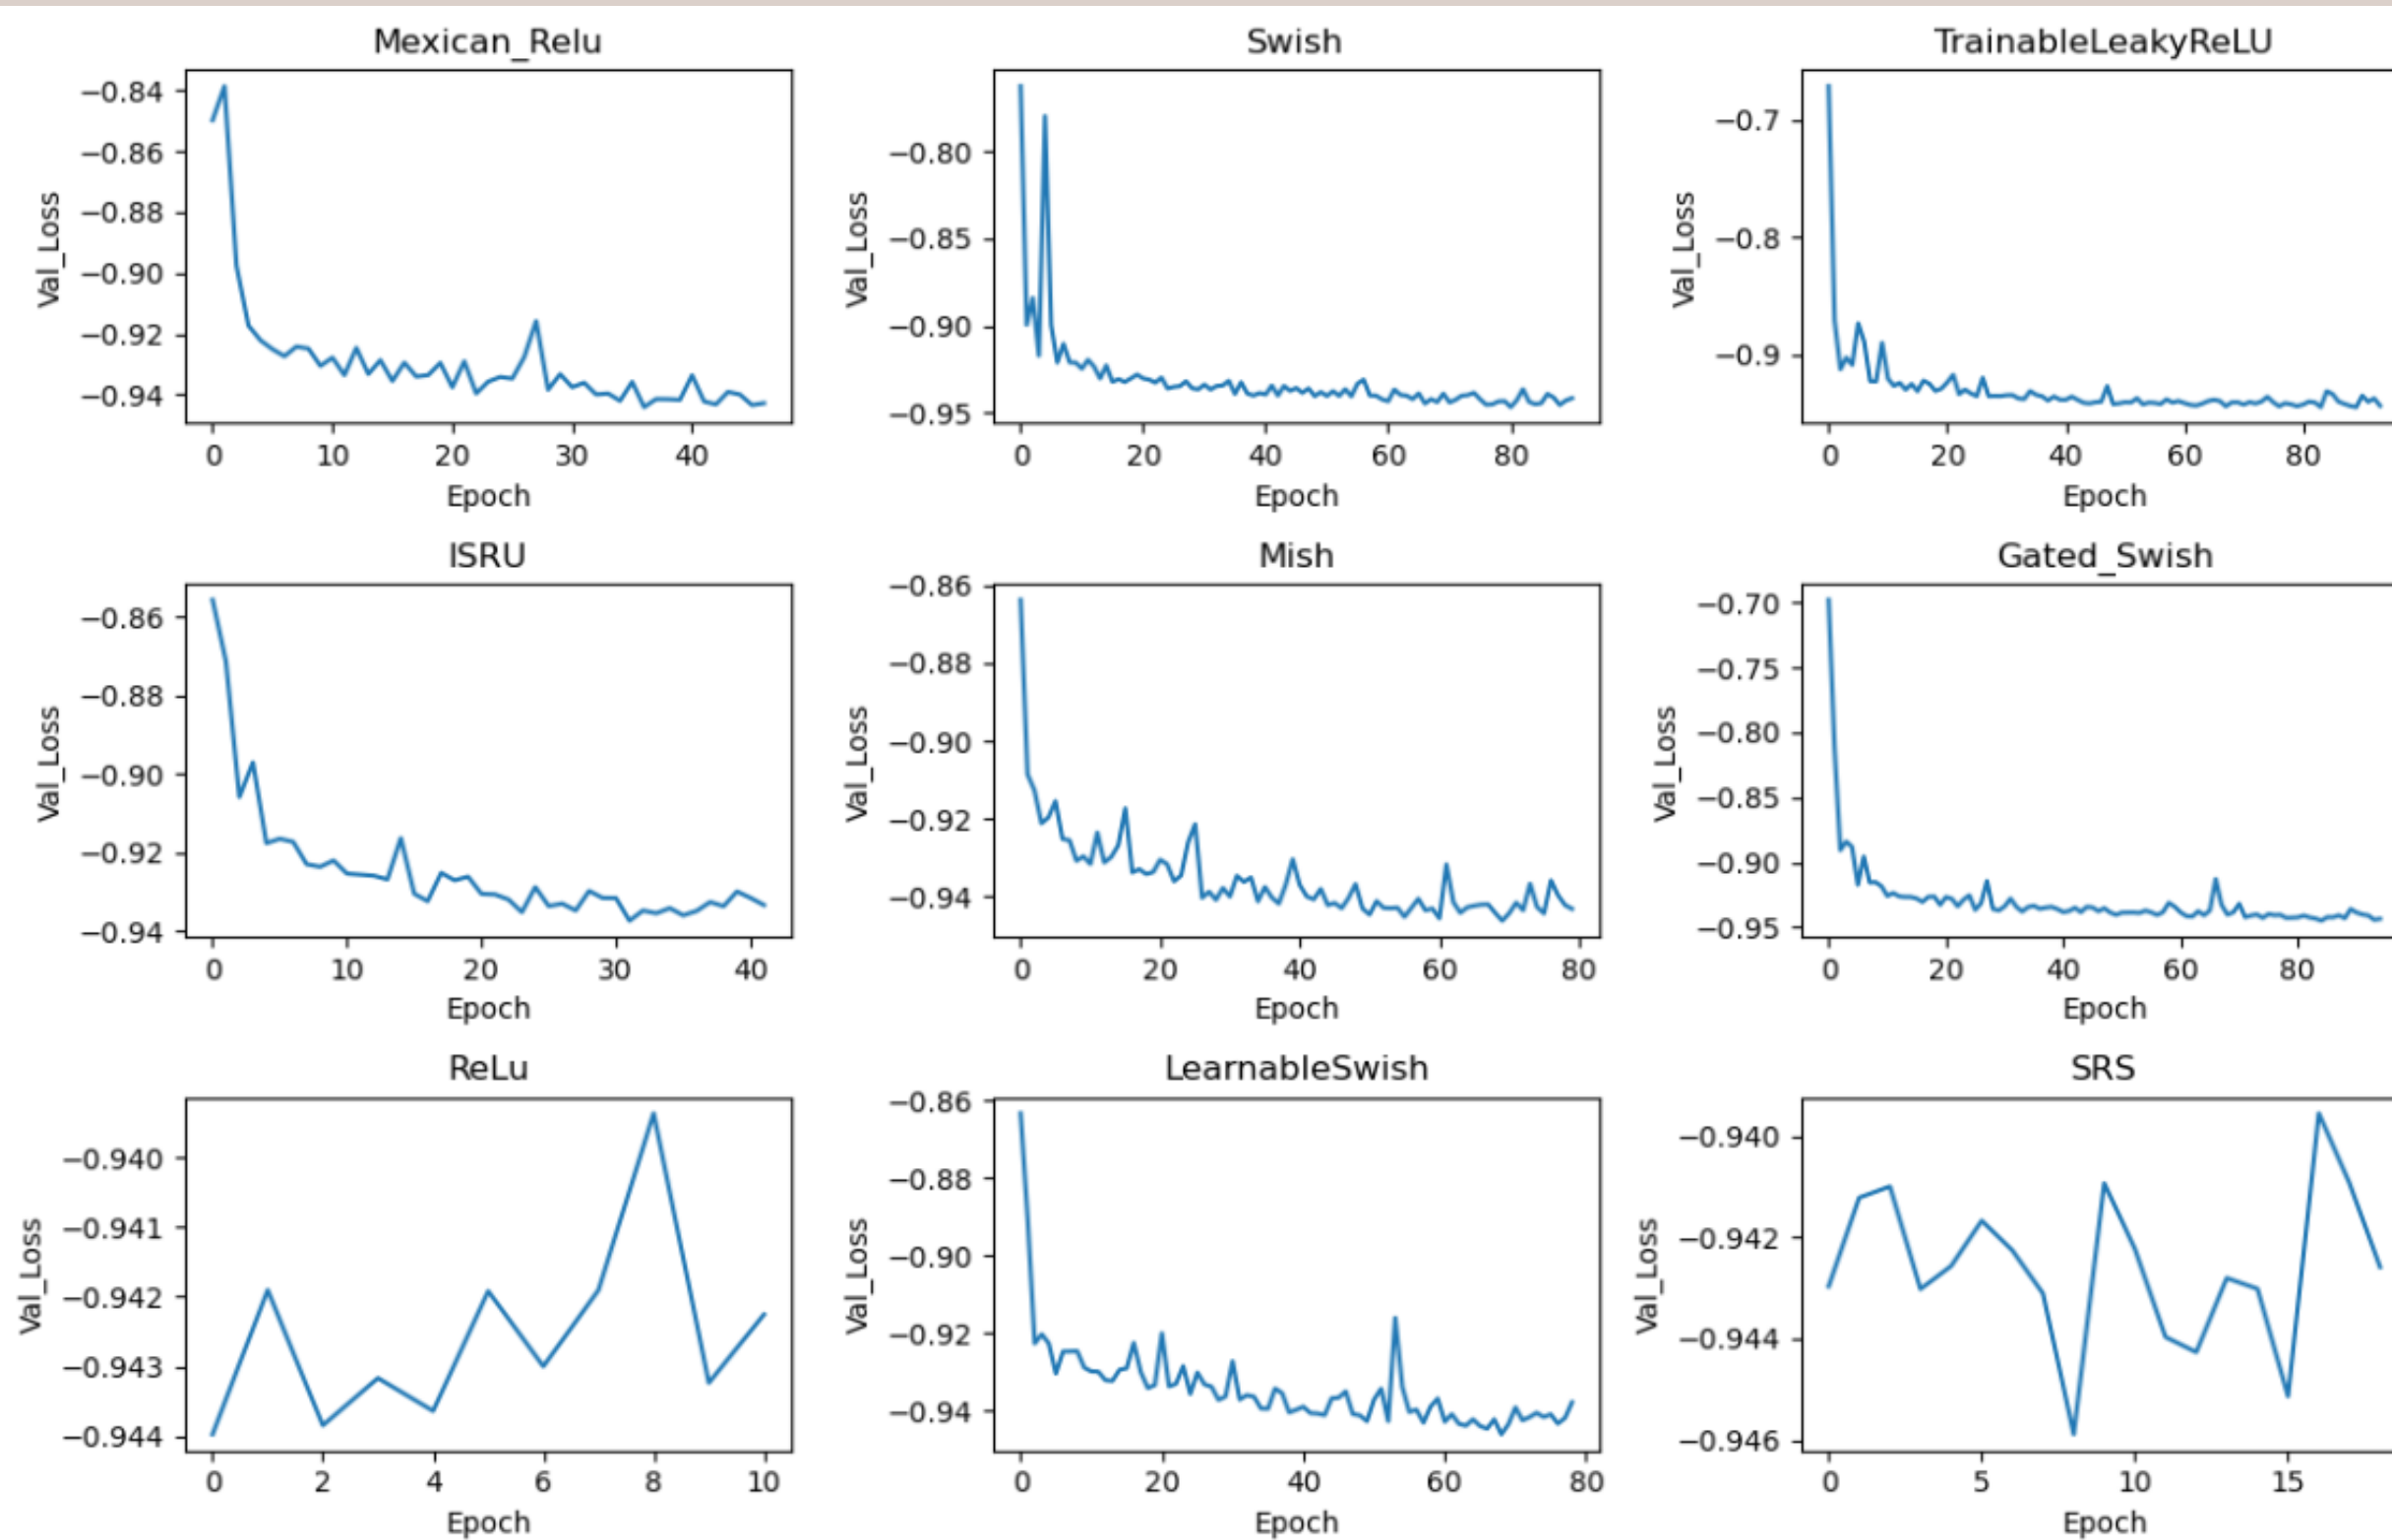 Mexican_Relu
Val_Loss
−0.84
−0.86
−0.88
−0.90
−0.92
−0.94
0 10 20 30 40
Epoch
Swish
Val_Loss
−0.80
−0.85
−0.90
−0.95
0 20 40 60 80
Epoch
TrainableLeakyReLU
Val_Loss
−0.7
−0.8
−0.9
0 20 40 60 80
Epoch
ISRU
Val_Loss
−0.86
−0.88
−0.90
−0.92
−0.94
0 10 20 30 40
Epoch
Mish
Val_Loss
−0.86
−0.88
−0.90
−0.92
−0.94
0 20 40 60 80
Epoch
Gated_Swish
Val_Loss
−0.70
−0.75
−0.80
−0.85
−0.90
−0.95
0 20 40 60 80
Epoch
ReLu
Val_Loss
−0.940
−0.941
−0.942
−0.943
−0.944
0 2 4 6 8 10
Epoch
LearnableSwish
Val_Loss
−0.86
−0.88
−0.90
−0.92
−0.94
0 20 40 60 80
Epoch
SRS
Val_Loss
−0.940
−0.942
−0.944
−0.946
0 5 10 15
Epoch